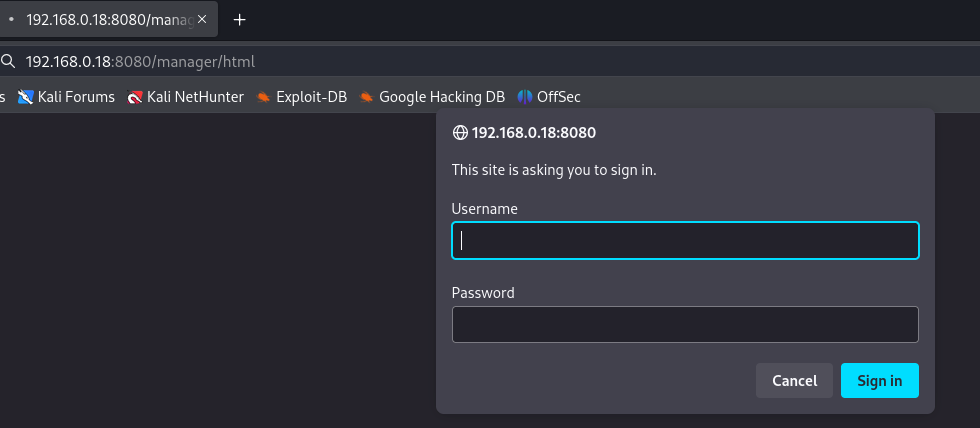 192.168.0.18:8080/manag
192.168.0.18:8080/manager/html
s Kali Forums Kali NetHunter Exploit-DB Google Hacking DB OffSec
192.168.0.18:8080
This site is asking you to sign in.
Username
Password
Cancel Sign in